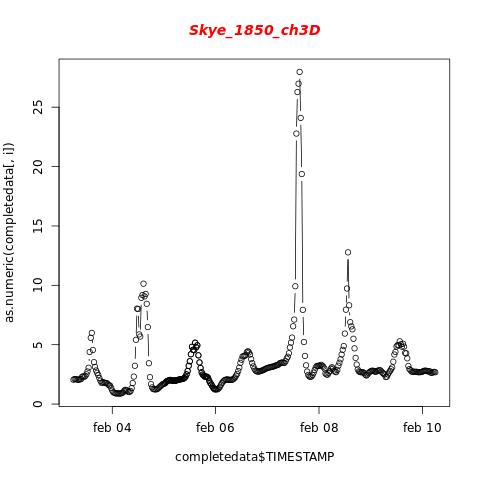 Skye_1850_ch3D
as.numeric(completedata[, i])
25
20
15
10
5
0
feb 04 feb 06 feb 08 feb 10
completedata$TIMESTAMP